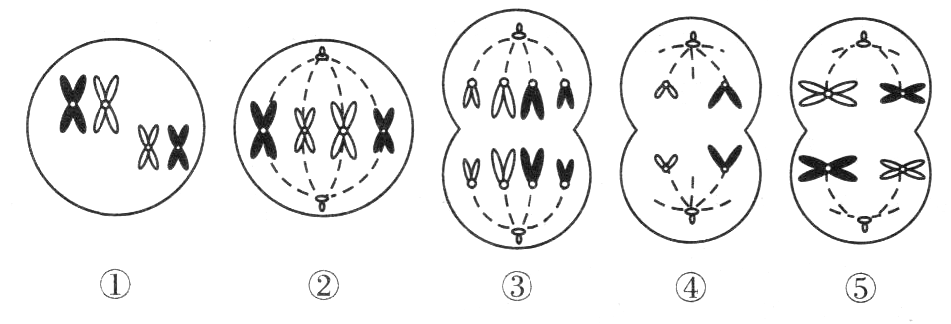 ① ② ③ ④ ⑤